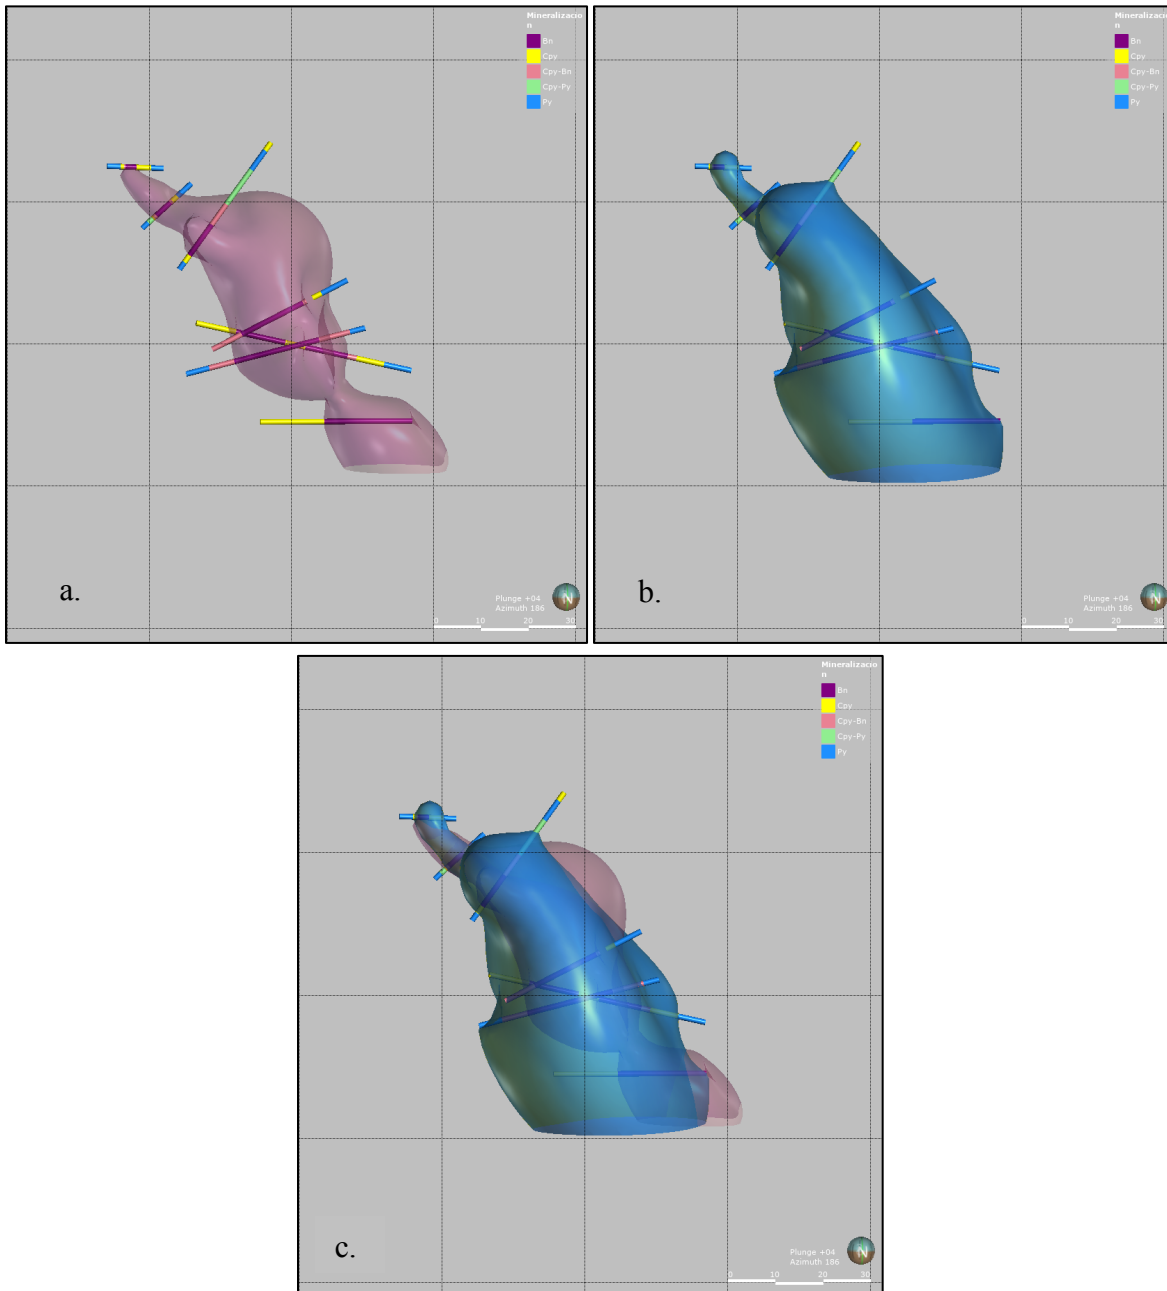 Mineralizacio
n
Bn
Cpy
Cpy-Bn
Cpy-Py
Py
a.
Plunge +04
Azimuth 186
N
0 10 20 30
Mineralizacio
n
Bn
Cpy
Cpy-Bn
Cpy-Py
Py
b.
Plunge +04
Azimuth 186
N
0 10 20 30
Mineralizacio
n
Bn
Cpy
Cpy-Bn
Cpy-Py
Py
c.
Plunge +04
Azimuth 186
N
0 10 20 30